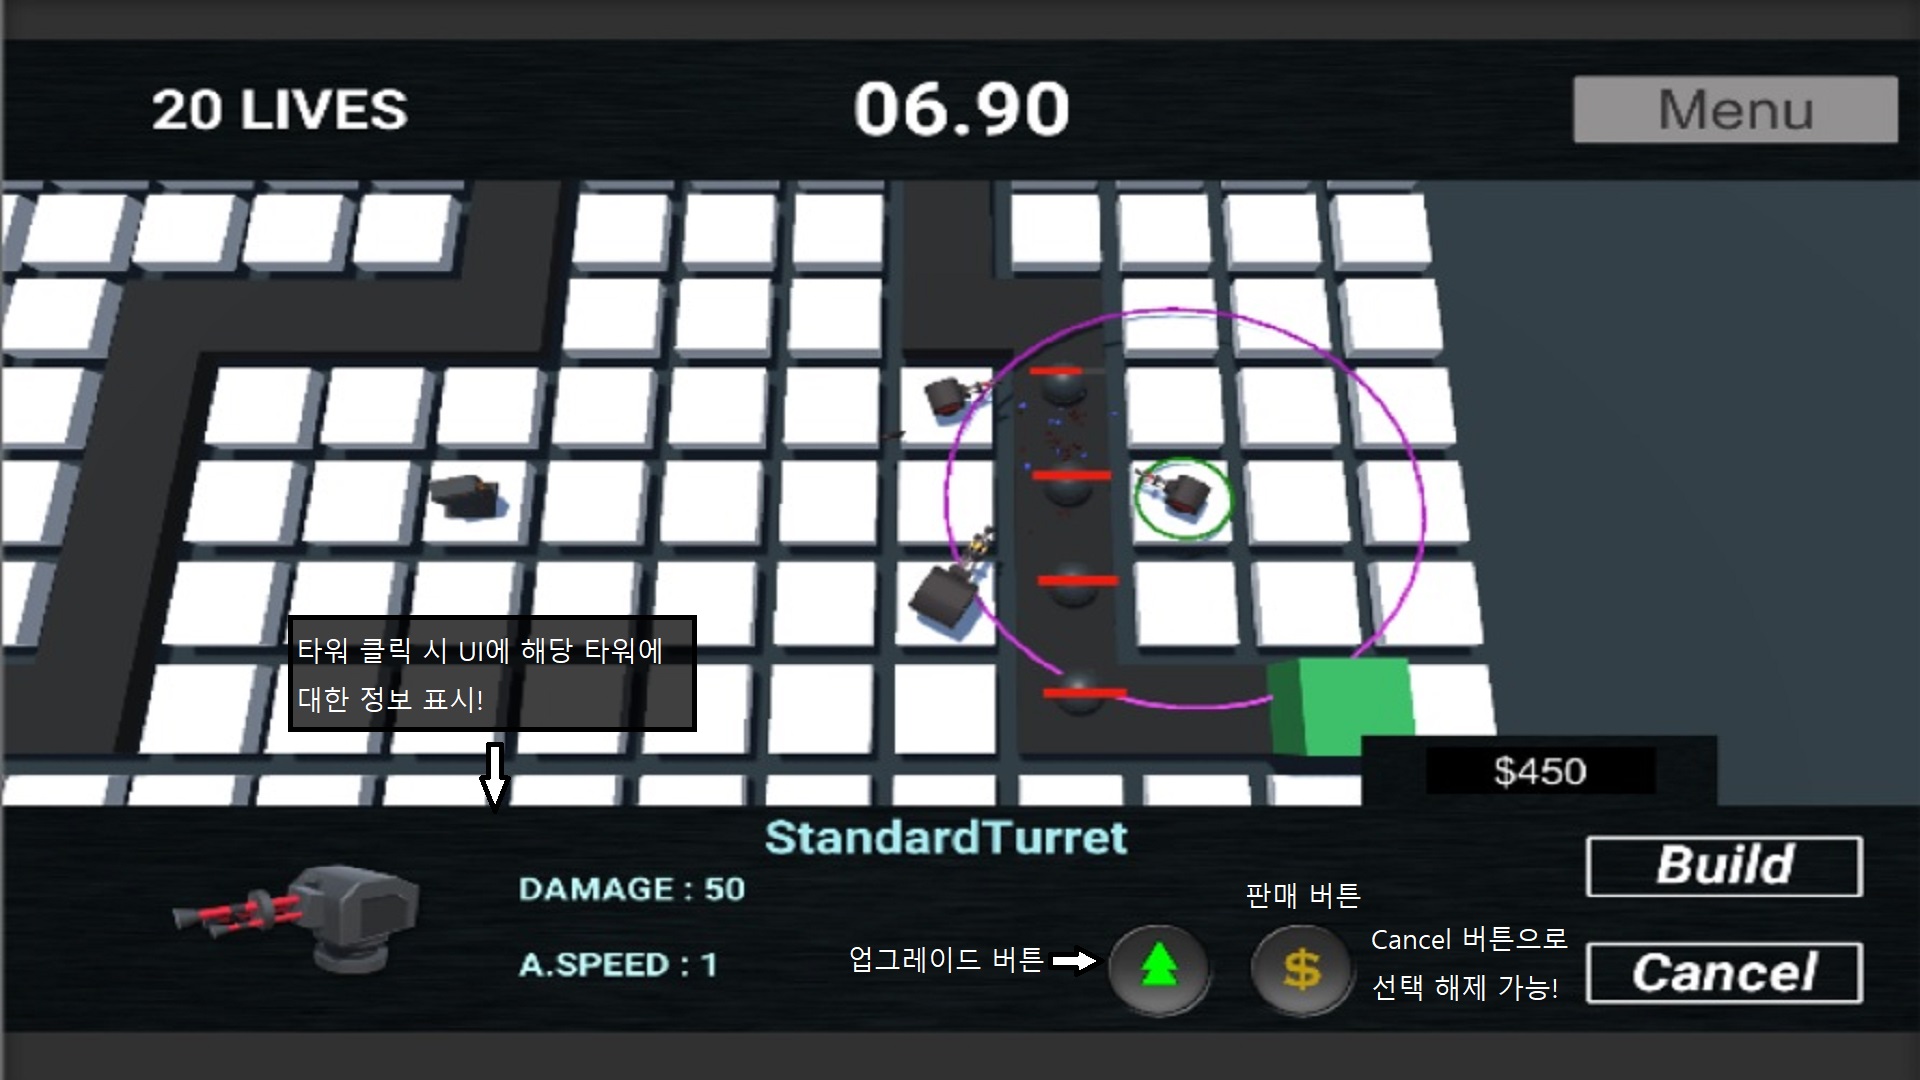 20 LIVES
06.90
Menu
타워 클릭 시 UI에 해당 타워에
대한 정보 표시!
$450
StandardTurret
DAMAGE : 50
A.SPEED : 1
업그레이드 버튼
판매 버튼
$
Cancel 버튼으로
선택 해제 가능!
Build
Cancel